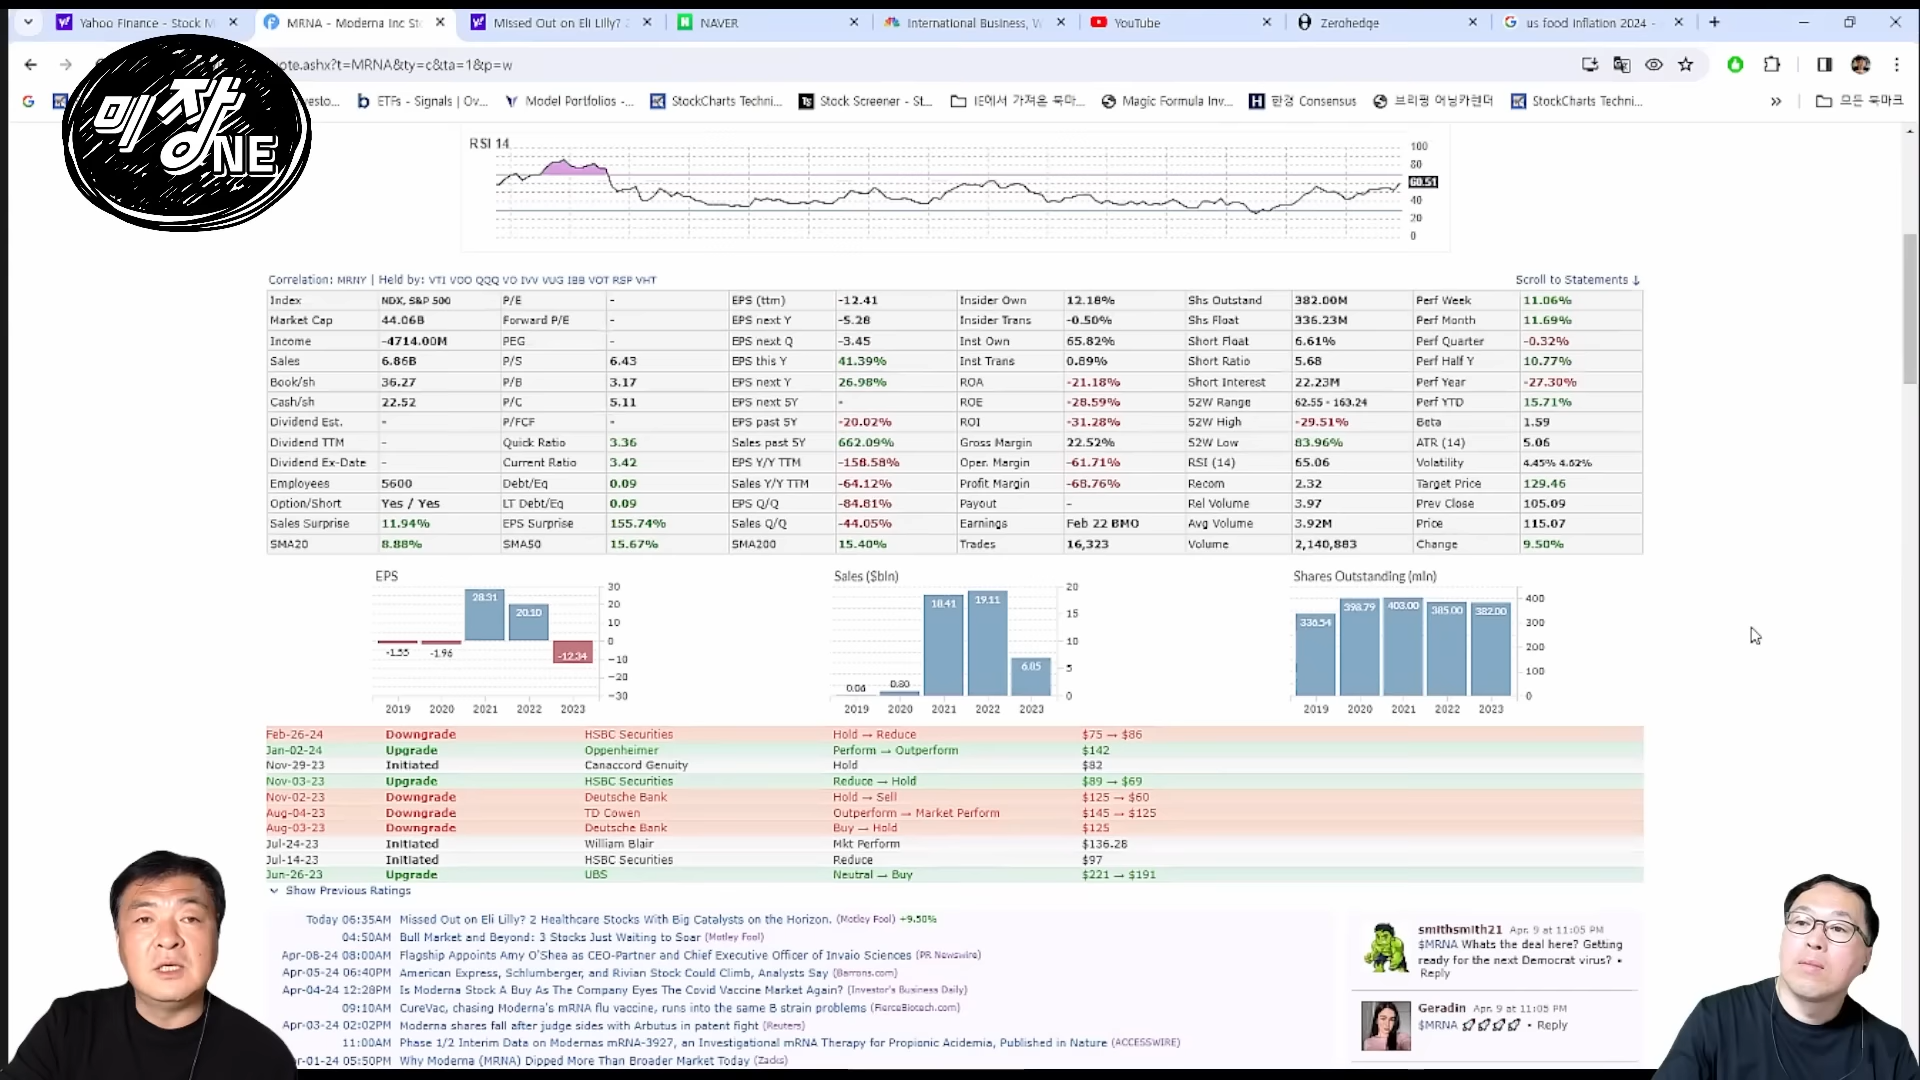 Yahoo Finance - Stock M
MRNA - Moderna Inc St
Missed Out on Eli Lilly? 2
NAVER
International Business, W
YouTube
Zerohedge
us food inflation 2024 -
uote.ashx?t=MRNA&ty=c&ta=1&p=w
Investo...
ETFs - Signals | Ov...
Model Portfolios -...
StockCharts Techni...
Stock Screener - St...
IE에서 가져온 북마...
Magic Formula Inv...
한경 Consensus
브리핑 어닝카렌더
StockCharts Techni...
모든 북마크
미장
NE
RSI 14
100
80
60.51
40
20
0
Correlation: MRNY | Held by: VTI VOO QQQ VO IVV VUG IBB VOT RSP VHT
Scroll to Statements ↓
Index NDX, S&P 500 P/E - EPS (ttm) -12.41 Insider Own 12.18% Shs Outstand 382.00M Perf Week 11.06%
Market Cap 44.06B Forward P/E - EPS next Y -5.28 Insider Trans -0.50% Shs Float 336.23M Perf Month 11.69%
Income -4714.00M PEG - EPS next Q -3.45 Inst Own 65.82% Short Float 6.61% Perf Quarter -0.32%
Sales 6.86B P/S 6.43 EPS this Y 41.39% Inst Trans 0.89% Short Ratio 5.68 Perf Half Y 10.77%
Book/sh 36.27 P/B 3.17 EPS next Y 26.98% ROA -21.18% Short Interest 22.23M Perf Year -27.30%
Cash/sh 22.52 P/C 5.11 EPS next 5Y - ROE -28.59% 52W Range 62.55 - 163.24 Perf YTD 15.71%
Dividend Est. - P/FCF - EPS past 5Y -20.02% ROI -31.28% 52W High -29.51% Beta 1.59
Dividend TTM - Quick Ratio 3.36 Sales past 5Y 662.09% Gross Margin 22.52% 52W Low 83.96% ATR (14) 5.06
Dividend Ex-Date - Current Ratio 3.42 EPS Y/Y TTM -158.58% Oper. Margin -61.71% RSI (14) 65.06 Volatility 4.45% 4.62%
Employees 5600 Debt/Eq 0.09 Sales Y/Y TTM -64.12% Profit Margin -68.76% Recom 2.32 Target Price 129.46
Option/Short Yes / Yes LT Debt/Eq 0.09 EPS Q/Q -84.81% Payout - Rel Volume 3.97 Prev Close 105.09
Sales Surprise 11.94% EPS Surprise 155.74% Sales Q/Q -44.05% Earnings Feb 22 BMO Avg Volume 3.92M Price 115.07
SMA20 8.88% SMA50 15.67% SMA200 15.40% Trades 16,323 Volume 2,140,883 Change 9.50%
EPS
30
20
10
0
-10
-20
-30
-1.55 -1.96 28.31 20.10 -12.34
2019 2020 2021 2022 2023
Sales ($bln)
20
15
10
5
0
0.06 0.80 18.41 19.11 6.85
2019 2020 2021 2022 2023
Shares Outstanding (mln)
400
300
200
100
0
336.54 398.79 403.00 385.00 382.00
2019 2020 2021 2022 2023
Feb-26-24 Downgrade HSBC Securities Hold → Reduce $75 → $86
Jan-02-24 Upgrade Oppenheimer Perform → Outperform $142
Nov-29-23 Initiated Canaccord Genuity Hold $82
Nov-03-23 Upgrade HSBC Securities Reduce → Hold $89 → $69
Nov-02-23 Downgrade Deutsche Bank Hold → Sell $125 → $60
Aug-04-23 Downgrade TD Cowen Outperform → Market Perform $145 → $125
Aug-03-23 Downgrade Deutsche Bank Buy → Hold $125
Jul-24-23 Initiated William Blair Mkt Perform $136.28
Jul-14-23 Initiated HSBC Securities Reduce $97
Jun-26-23 Upgrade UBS Neutral → Buy $221 → $191
Show Previous Ratings
Today 06:35AM Missed Out on Eli Lilly? 2 Healthcare Stocks With Big Catalysts on the Horizon. (Motley Fool) +9.50%
04:50AM Bull Market and Beyond: 3 Stocks Just Waiting to Soar (Motley Fool)
Apr-08-24 08:00AM Flagship Appoints Amy O'Shea as CEO-Partner and Chief Executive Officer of Invaio Sciences (PR Newswire)
Apr-05-24 06:40PM American Express, Schlumberger, and Rivian Stock Could Climb, Analysts Say (Barrons.com)
Apr-04-24 12:28PM Is Moderna Stock A Buy As The Company Eyes The Covid Vaccine Market Again? (Investor's Business Daily)
09:10AM CureVac, chasing Moderna's mRNA flu vaccine, runs into the same B strain problems (FierceBiotech.com)
Apr-03-24 02:02PM Moderna shares fall after judge sides with Arbutus in patent fight (Reuters)
11:00AM Phase 1/2 Interim Data on Modernas mRNA-3927, an Investigational mRNA Therapy for Propionic Acidemia, Published in Nature (ACCESSWIRE)
pr-01-24 05:50PM Why Moderna (MRNA) Dipped More Than Broader Market Today (Zacks)
smithsmith21 Apr. 9 at 11:05 PM
$MRNA Whats the deal here? Getting
ready for the next Democrat virus? •
Reply
Geradin Apr. 9 at 11:05 PM
$MRNA 🚀🚀🚀🚀 • Reply